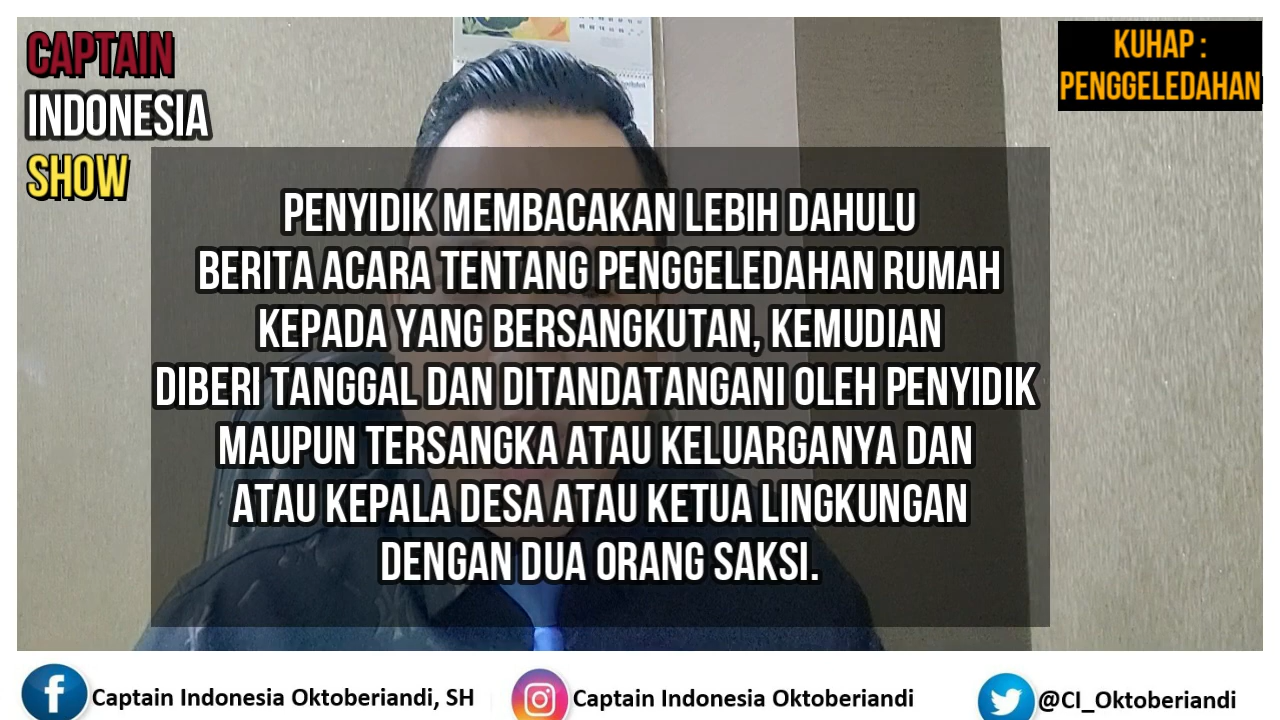 CAPTAIN
INDONESIA
SHOW
KUHAP :
PENGGELEDAHAN
PENYIDIK MEMBACAKAN LEBIH DAHULU
BERITA ACARA TENTANG PENGGELEDAHAN RUMAH
KEPADA YANG BERSANGKUTAN, KEMUDIAN
DIBERI TANGGAL DAN DITANDATANGANI OLEH PENYIDIK
MAUPUN TERSANGKA ATAU KELUARGANYA DAN
ATAU KEPALA DESA ATAU KETUA LINGKUNGAN
DENGAN DUA ORANG SAKSI.
Captain Indonesia Oktoberiandi, SH
Captain Indonesia Oktoberiandi
@CI_Oktoberiandi